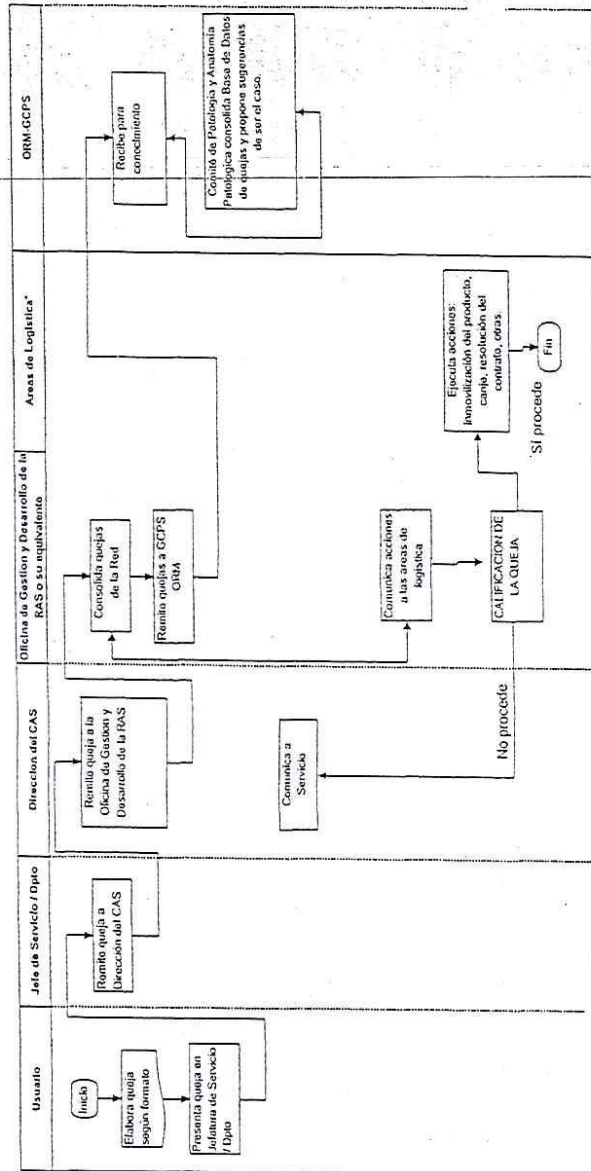 Usuario
Jefe de Servicio / Dpto
Direccion del CAS
Oficina de Gestion y Desarrollo de la
RAS o su equivalente
Areas de Logistica*
ORM-GCPS
Inicio
Elabora queja
según formato
Presenta queja en
Jefatura de Servicio
/ Dpto
Remite queja a
Dirección del CAS
Remite queja a la
Oficina de Gestion y
Desarrollo de la RAS
Comunica a
Servicio
No procede
Consolida quejas
de la Red
Remite quejas a GCPS
ORM
Comunica acciones
a las áreas de
logística
CALIFICACION DE
LA QUEJA
Sí procede
Ejecuta acciones:
Inmovilización del producto,
canje, resolución del
contrato, otras.
Fin
Recibe para
conocimiento
Comité de Patología y Anatomía
Patologica consolida Base de Datos
de quejas y propone sugerencias
de ser el caso.